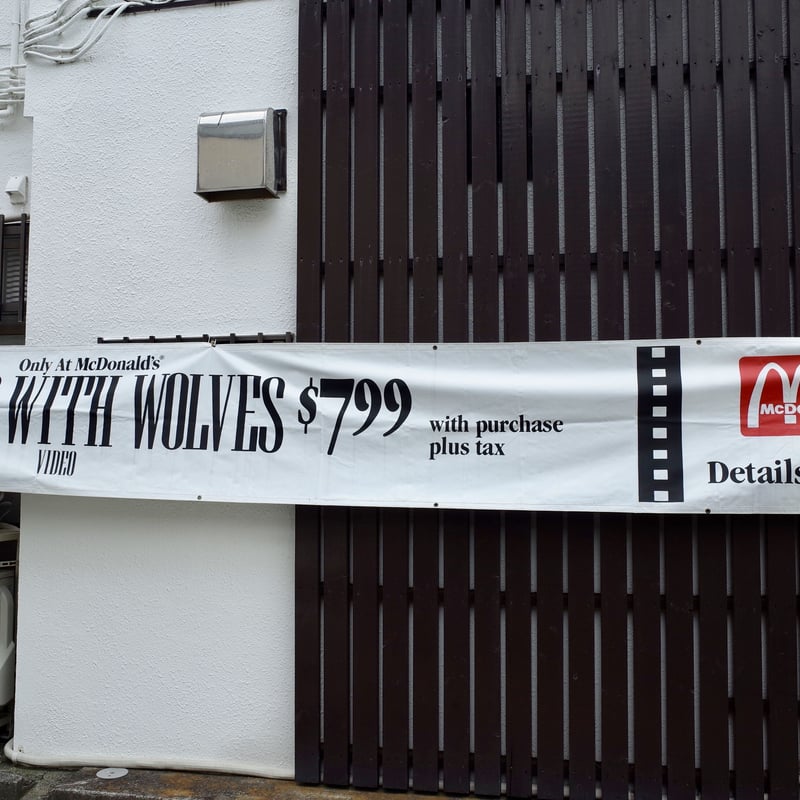 Only At McDonald's®
WITH WOLVES $799
VIDEO
with purchase
plus tax
McDo
Details